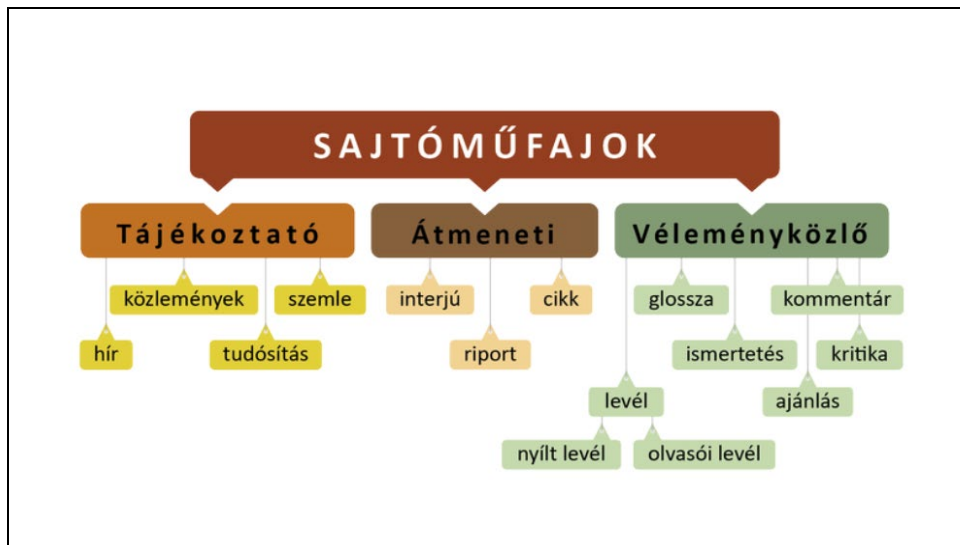 SAJTÓMŰFAJOK
Tájékoztató
Átmeneti
Véleményközlő
közlemények
szemle
interjú
cikk
glossza
kommentár
hír
tudósítás
riport
ismertetés
kritika
levél
ajánlás
nyílt levél
olvasói levél